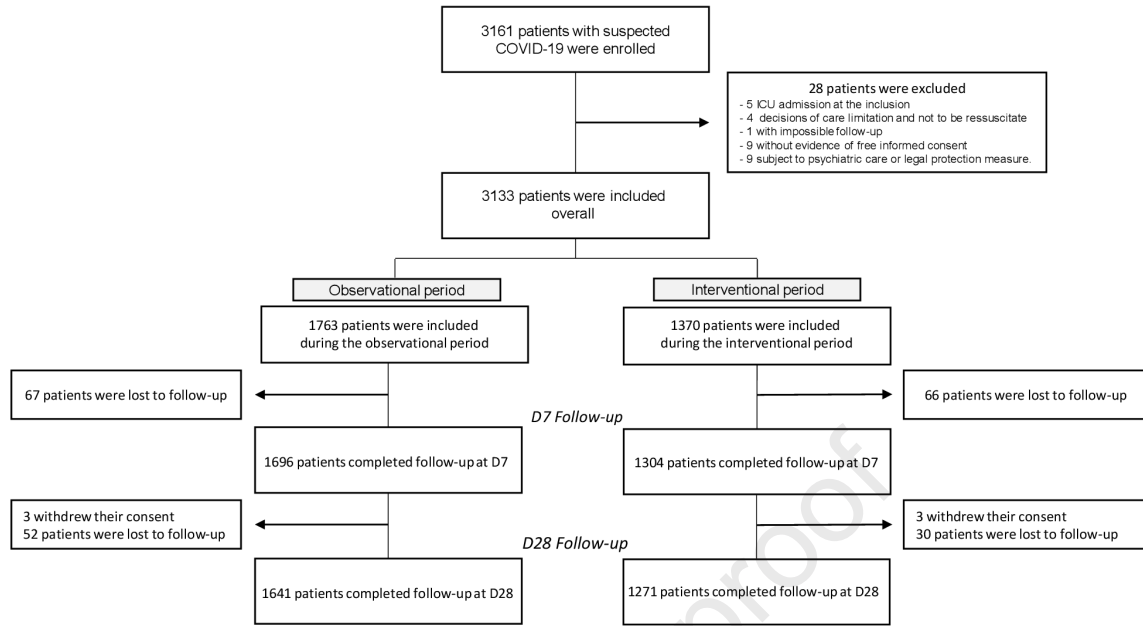 3161 patients with suspected
COVID-19 were enrolled
28 patients were excluded
- 5 ICU admission at the inclusion
- 4 decisions of care limitation and not to be ressuscitate
- 1 with impossible follow-up
- 9 without evidence of free informed consent
- 9 subject to psychiatric care or legal protection measure.
3133 patients were included
overall
Observational period
Interventional period
1763 patients were included
during the observational period
1370 patients were included
during the interventional period
67 patients were lost to follow-up
66 patients were lost to follow-up
D7 Follow-up
1696 patients completed follow-up at D7
1304 patients completed follow-up at D7
3 withdrew their consent
52 patients were lost to follow-up
3 withdrew their consent
30 patients were lost to follow-up
D28 Follow-up
1641 patients completed follow-up at D28
1271 patients completed follow-up at D28
proof